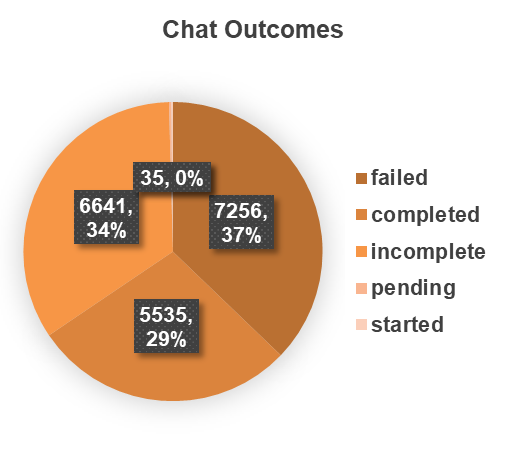 Chat Outcomes
35, 0%
6641,
34%
7256,
37%
5535,
29%
failed
completed
incomplete
pending
started